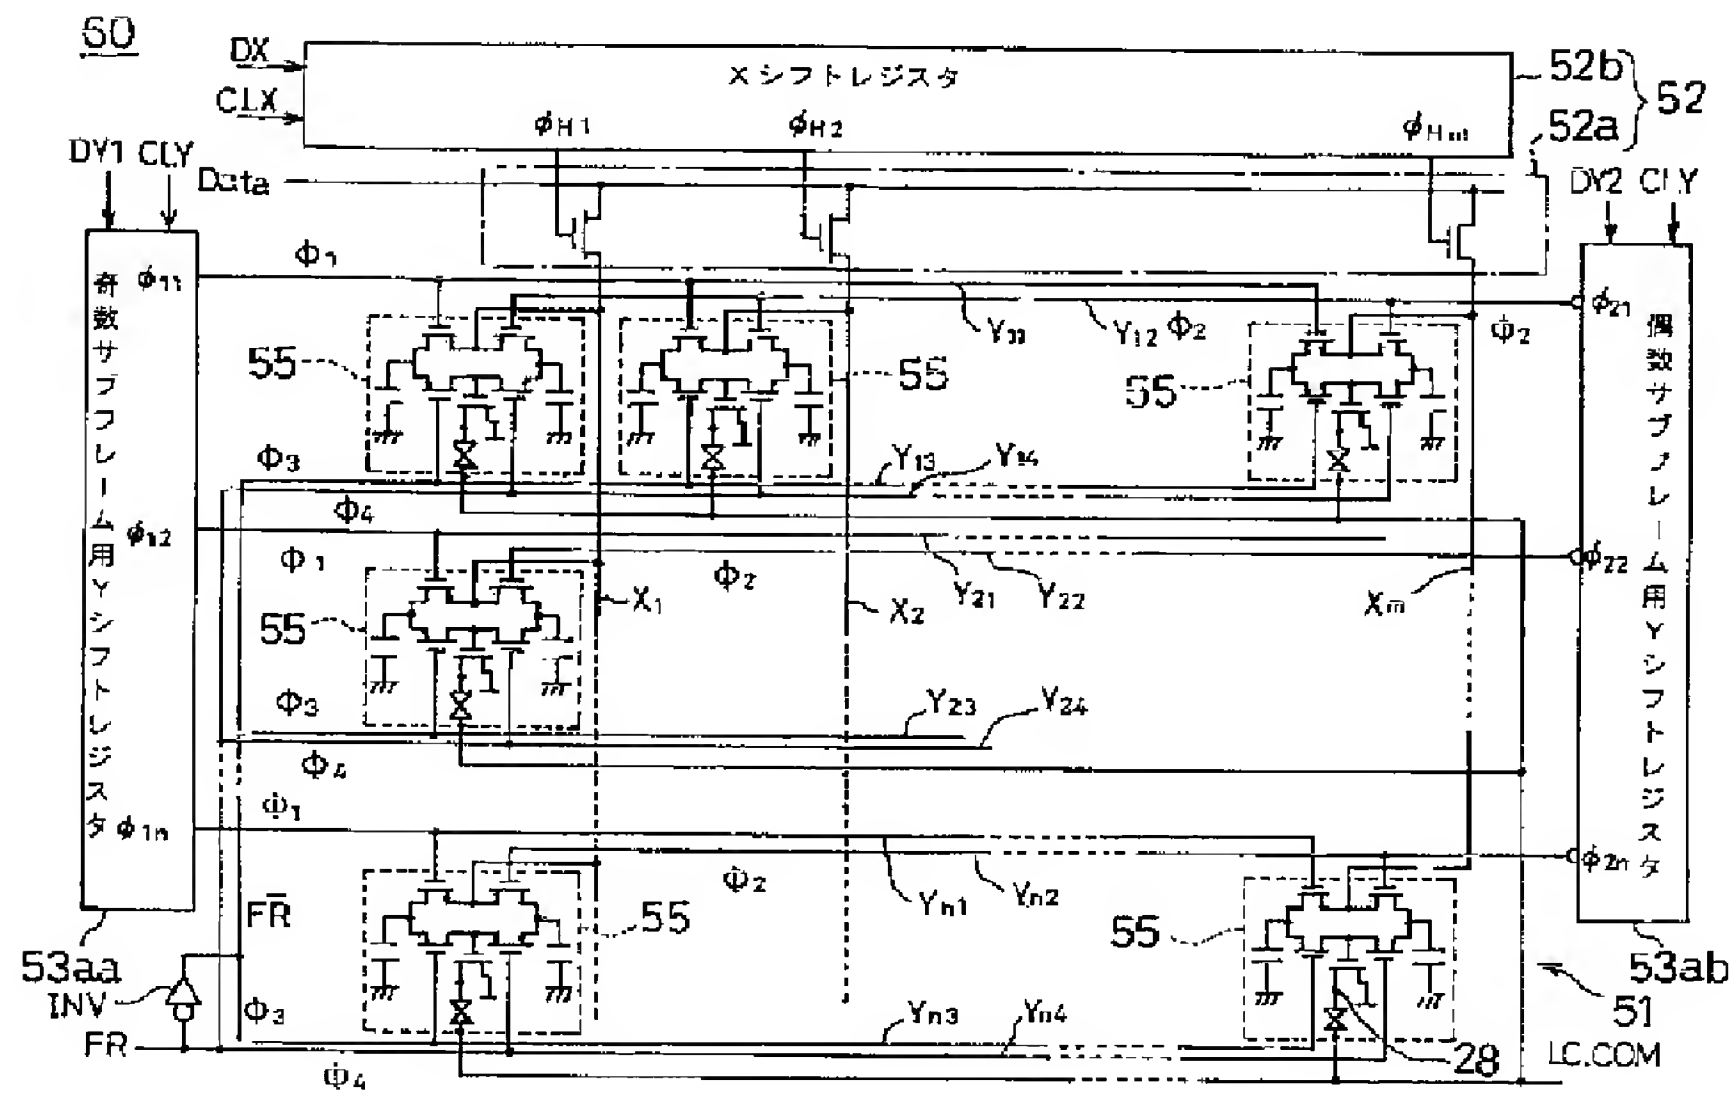 50
DX
CLX
Xシフトレジスタ
52b
52
52a
φH1
φH2
φHm
DY1 CLY
Data
DY2 CLY
奇数サブフレーム用Yシフトレジスタ
偶数サブフレーム用Yシフトレジスタ
φ11
Φ1
φ21
Y11
Y12
Φ2
Φ2
55
55
55
Φ3
Y13
Y14
Φ4
φ12
Φ1
Φ2
φ22
Y21
Y22
X1
X2
Xm
55
Φ3
Y23
Y24
Φ4
Φ1
φ1n
Φ2
φ2n
Yn1
Yn2
F̅R̅
55
55
53aa
INV
53ab
51
Φ3
Yn3
Yn4
FR
Φ4
28
LC.COM